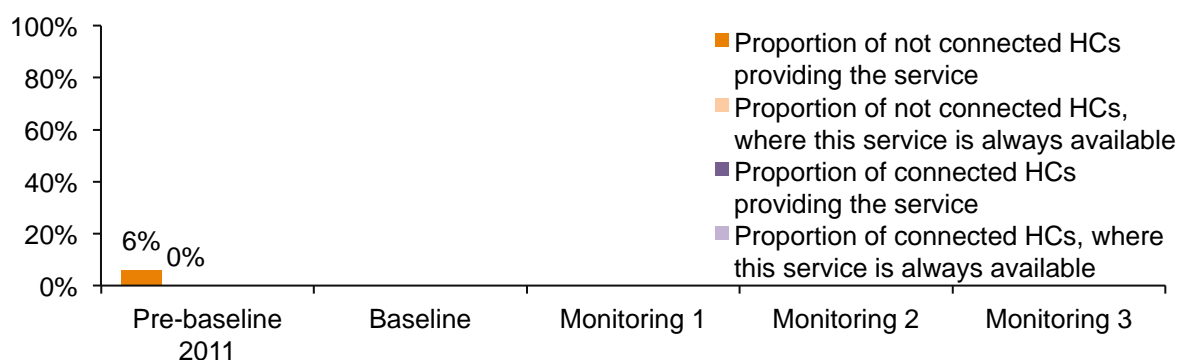 100%
80%
60%
40%
20%
0%
6%
0%
Proportion of not connected HCs
providing the service
Proportion of not connected HCs,
where this service is always available
Proportion of connected HCs
providing the service
Proportion of connected HCs, where
this service is always available
Pre-baseline
2011
Baseline
Monitoring 1
Monitoring 2
Monitoring 3